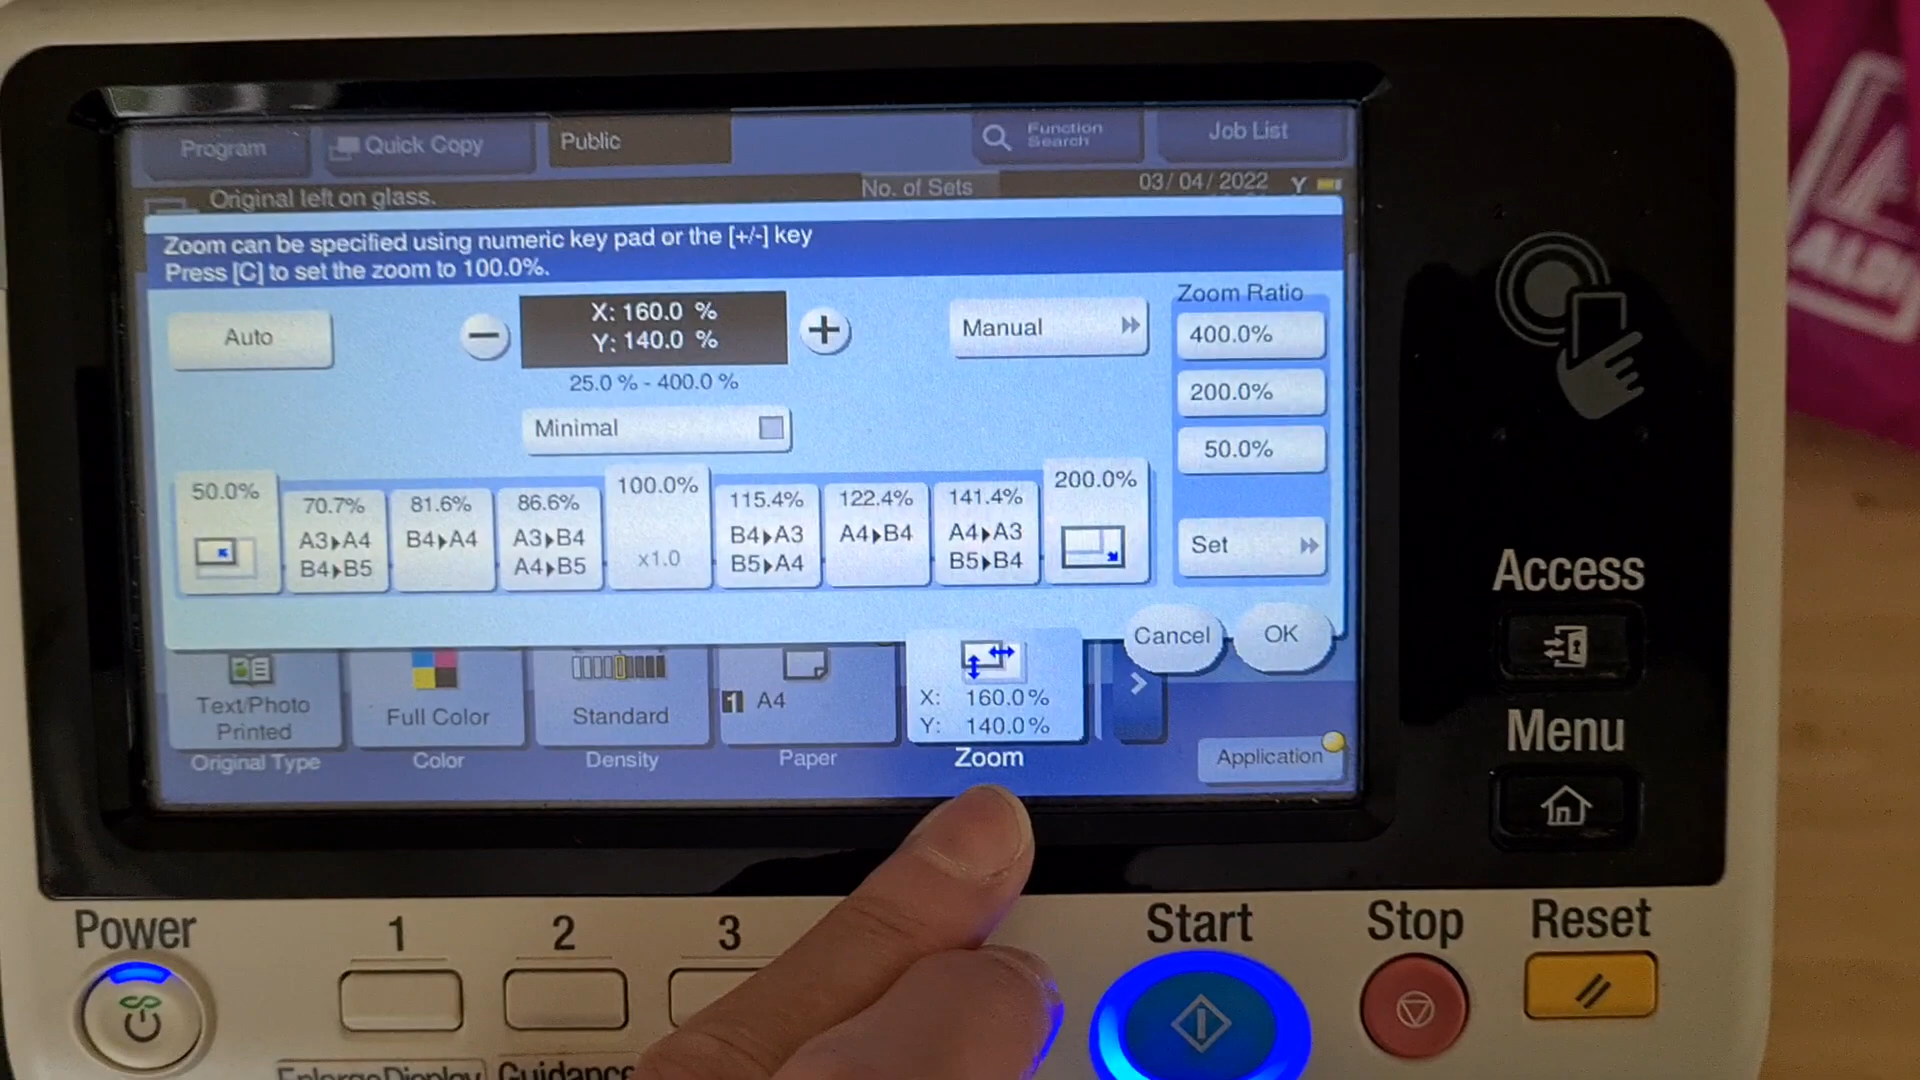 Program
Quick Copy
Public
Function
Search
Job List
Original left on glass.
No. of Sets
03/04/2022
Y
Zoom can be specified using numeric key pad or the [+/-] key
Press [C] to set the zoom to 100.0%.
Auto
X: 160.0 %
Y: 140.0 %
25.0 % - 400.0 %
Manual
Minimal
Zoom Ratio
400.0%
200.0%
50.0%
Set
50.0%
70.7%
A3▶A4
B4▶B5
81.6%
B4▶A4
86.6%
A3▶B4
A4▶B5
100.0%
x1.0
115.4%
B4▶A3
B5▶A4
122.4%
A4▶B4
141.4%
A4▶A3
B5▶B4
200.0%
Cancel
OK
Text/Photo
Printed
Original Type
Full Color
Color
Standard
Density
1 A4
Paper
X: 160.0%
Y: 140.0%
Zoom
Application
Access
Menu
Power
1
2
3
Start
Stop
Reset
Enlarge Display
Guidance
ALDI